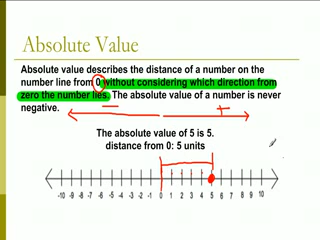 Absolute Value
Absolute value describes the distance of a number on the
number line from 0 without considering which direction from
zero the number lies. The absolute value of a number is never
negative.
- +
The absolute value of 5 is 5.
distance from 0: 5 units
-10 -9 -8 -7 -6 -5 -4 -3 -2 -1 0 1 2 3 4 5 6 7 8 9 10